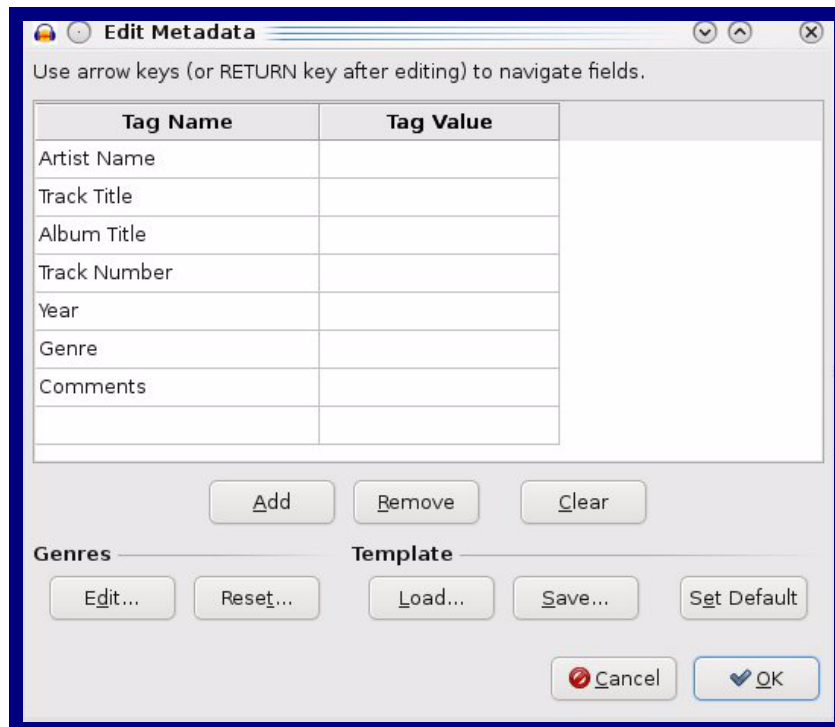 Edit Metadata
Use arrow keys (or RETURN key after editing) to navigate fields.
Tag Name Tag Value
Artist Name
Track Title
Album Title
Track Number
Year
Genre
Comments
Add Remove Clear
Genres Template
Edit... Reset... Load... Save... Set Default
Cancel OK